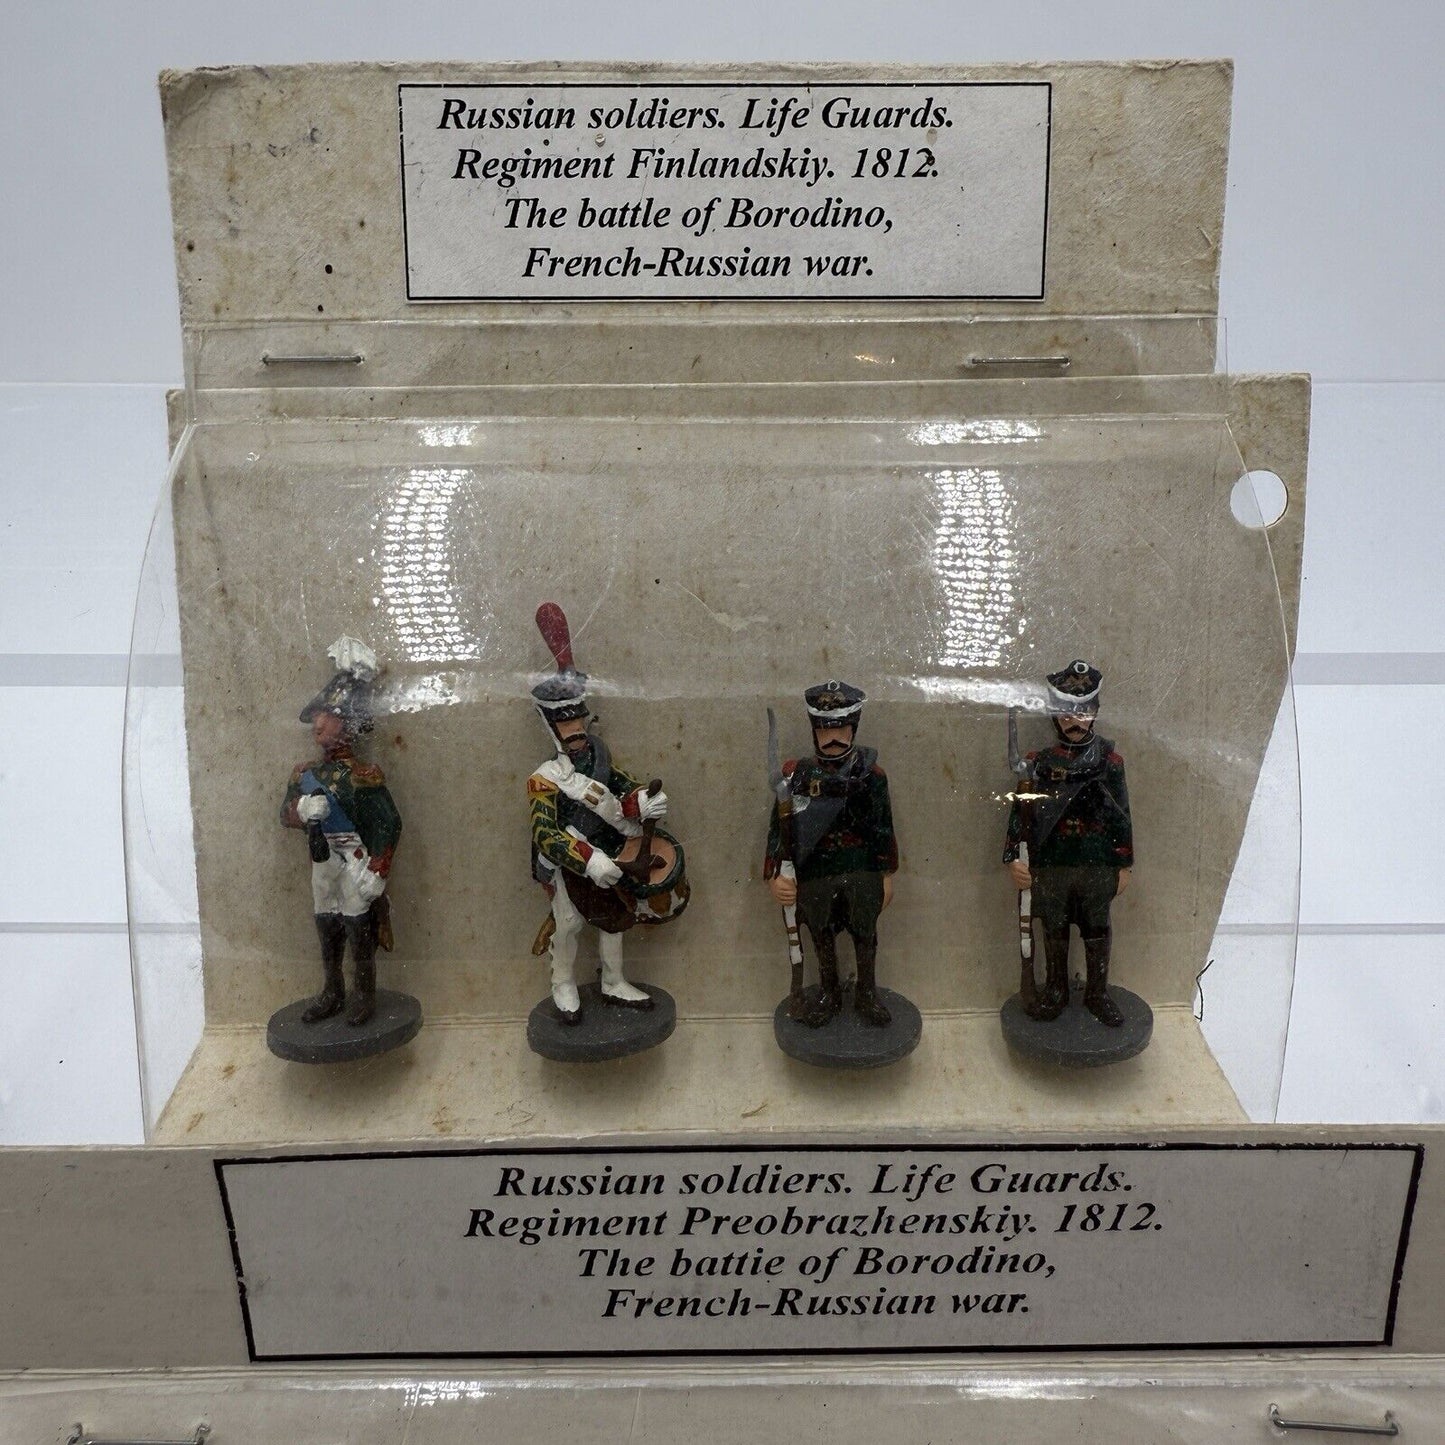 Russian soldiers. Life Guards.
Regiment Finlandskiy. 1812.
The battle of Borodino,
French-Russian war.
Russian soldiers. Life Guards.
Regiment Preobrazhenskiy. 1812.
The battie of Borodino,
French-Russian war.